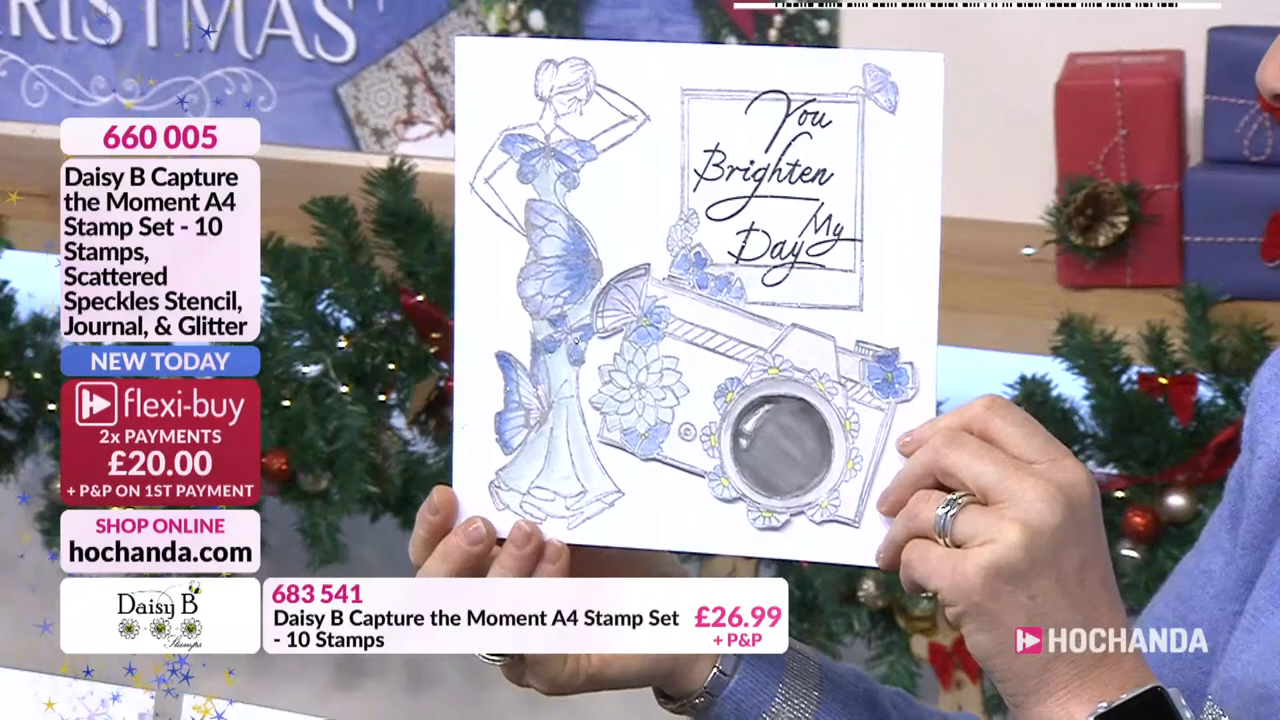 RISTMAS
660 005
Daisy B Capture
the Moment A4
Stamp Set - 10
Stamps,
Scattered
Speckles Stencil,
Journal, & Glitter
NEW TODAY
flexi-buy
2x PAYMENTS
£20.00
+ P&P ON 1ST PAYMENT
SHOP ONLINE
hochanda.com
Daisy B
Stamps
683 541
Daisy B Capture the Moment A4 Stamp Set
- 10 Stamps
£26.99
+ P&P
You
Brighten
My
Day
HOCHANDA